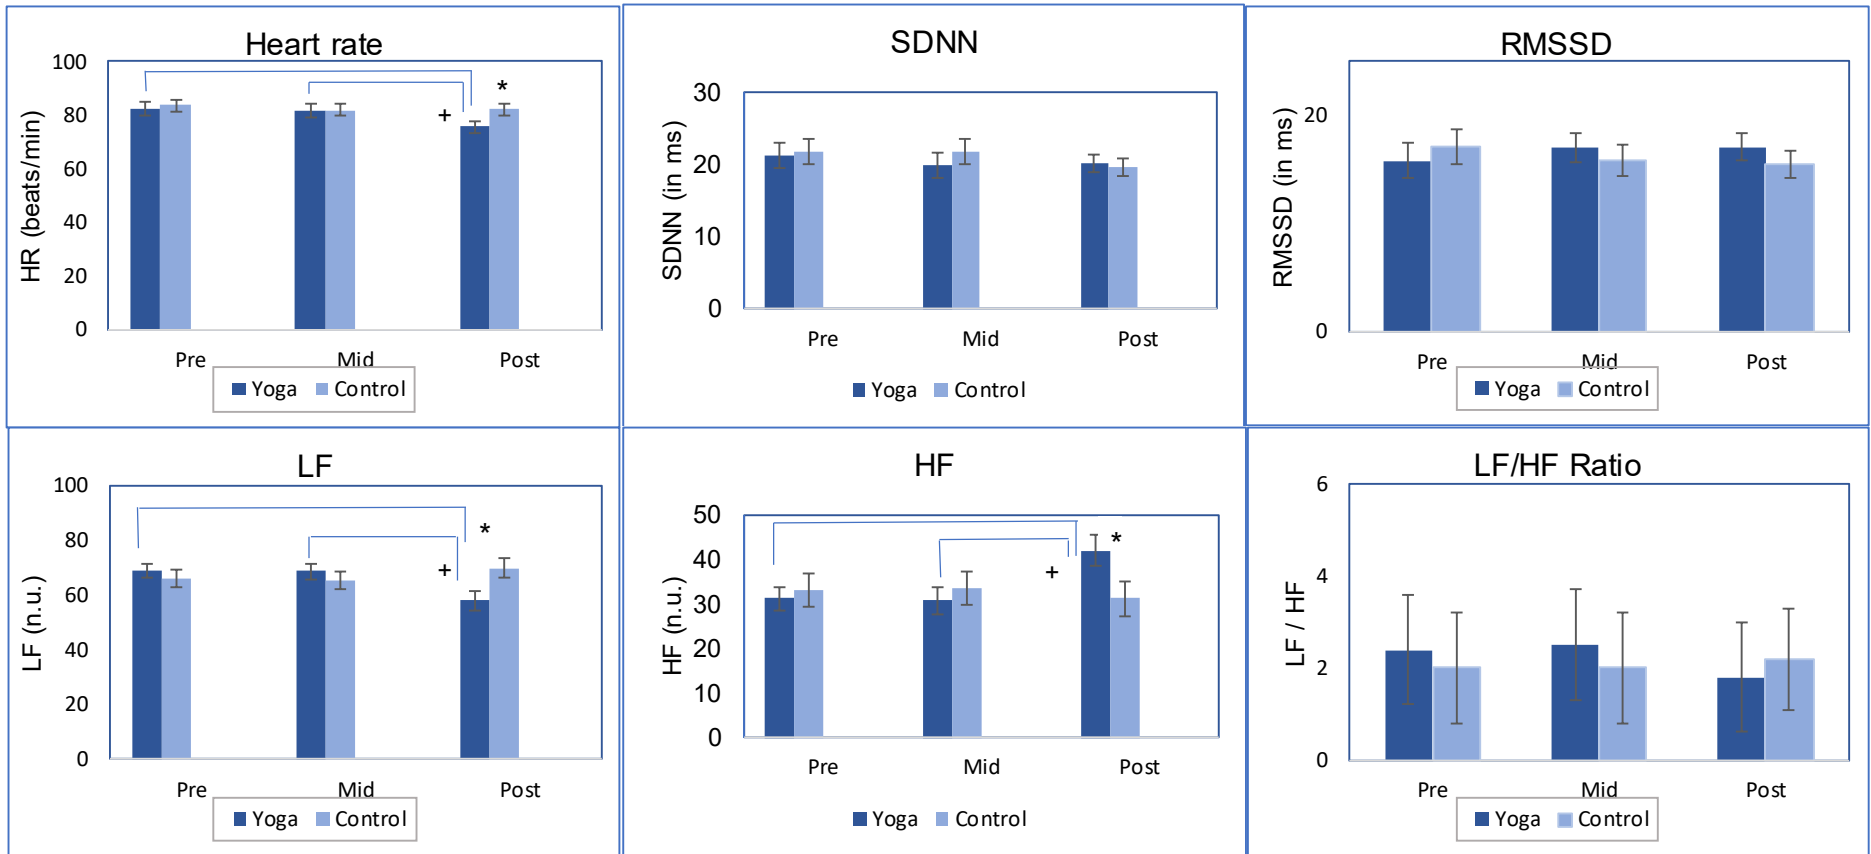 Heart rate
HR (beats/min)
100
80
60
40
20
0
*
+
Pre Mid Post
Yoga Control
SDNN
SDNN (in ms)
30
20
10
0
Pre Mid Post
Yoga Control
RMSSD
RMSSD (in ms)
20
0
Pre Mid Post
Yoga Control
LF
LF (n.u.)
100
80
60
40
20
0
*
+
Pre Mid Post
Yoga Control
HF
HF (n.u.)
50
40
30
20
10
0
*
+
Pre Mid Post
Yoga Control
LF/HF Ratio
LF / HF
6
4
2
0
Pre Mid Post
Yoga Control